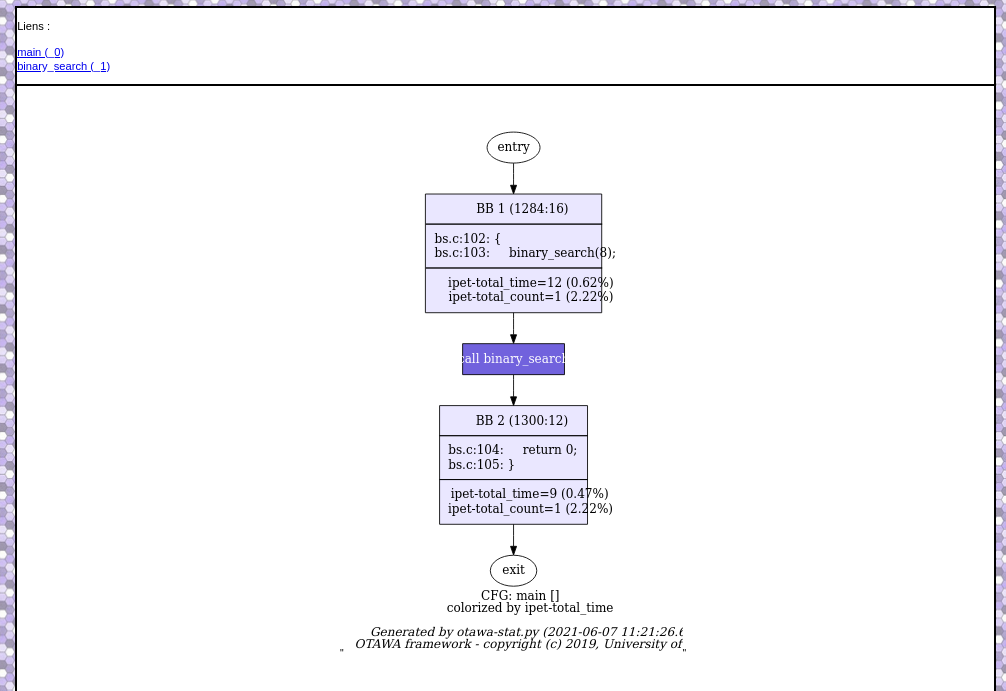 Liens :
main (_0)
binary_search (_1)
entry
BB 1 (1284:16)
bs.c:102: {
bs.c:103:     binary_search(8);
ipet-total_time=12 (0.62%)
ipet-total_count=1 (2.22%)
call binary_search
BB 2 (1300:12)
bs.c:104:     return 0;
bs.c:105: }
ipet-total_time=9 (0.47%)
ipet-total_count=1 (2.22%)
exit
CFG: main []
colorized by ipet-total_time
Generated by otawa-stat.py (2021-06-07 11:21:26.6
" OTAWA framework - copyright (c) 2019, University of "